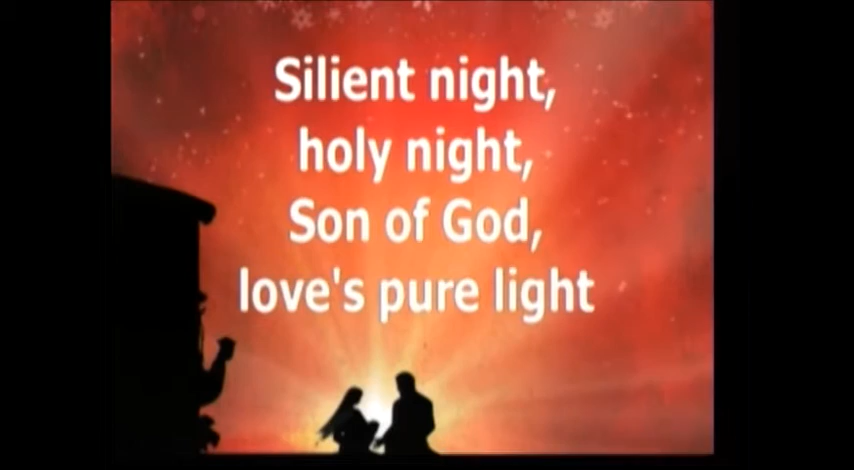 Silient night,
holy night,
Son of God,
love's pure light